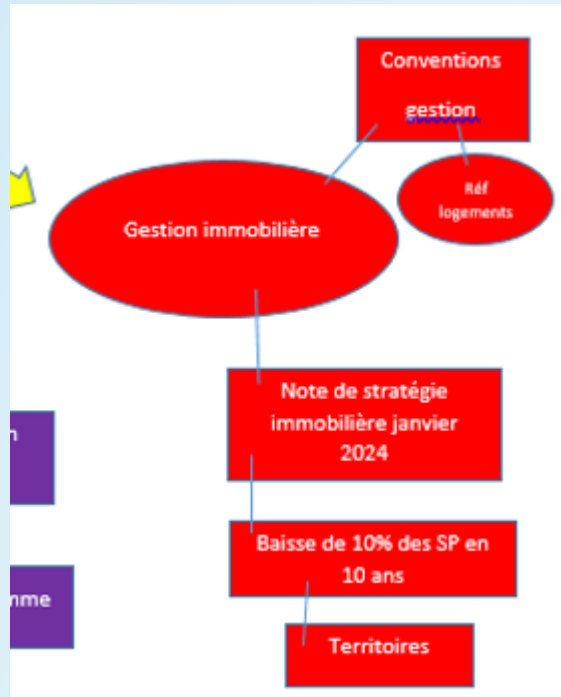 Conventions
gestion
Réf
logements
Gestion immobilière
Note de stratégie
immobilière janvier
2024
Baisse de 10% des SP en
10 ans
Territoires